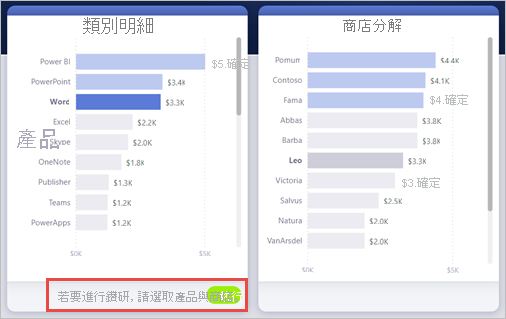 類別明細
Power BI
$5.確定
PowerPoint
$3.4k
Word
$3.3K
Excel
$2.2K
產品
Skype
$2.0K
OneNote
$1.8K
Publisher
$1.3K
Teams
$1.2K
PowerApps
$1.2K
$0K
$5K
若要進行鑽研, 請選取產品與
商店分解
Pomum
$4.4K
Contoso
$4.1K
Fama
$4.確定
Abbas
$3.8K
Barba
$3.8K
Leo
$3.3K
Victoria
$3.確定
Salvus
$2.5K
Natura
$2.0K
VanArsdel
$2.0K
$0K
$5K